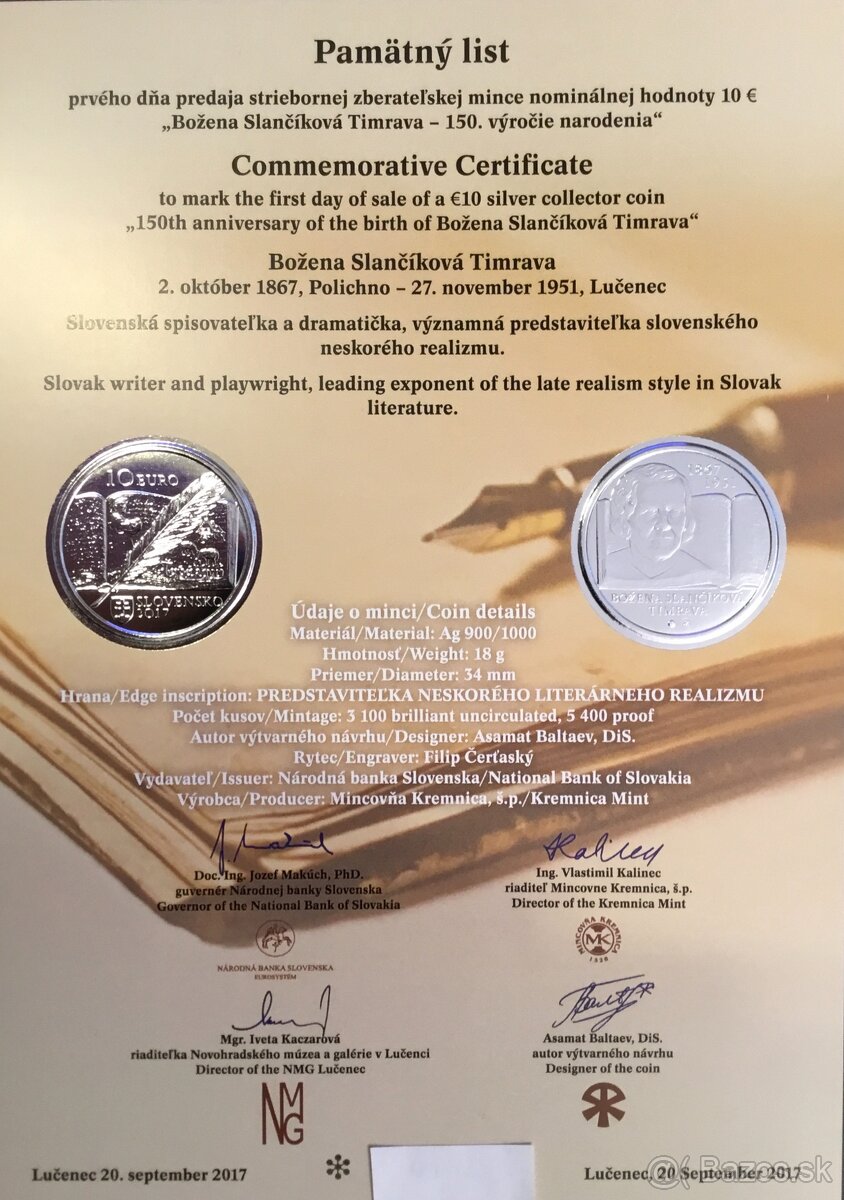 Pamätný list
prvého dňa predaja striebornej zberateľskej mince nominálnej hodnoty 10 €
„Božena Slančíková Timrava – 150. výročie narodenia“
Commemorative Certificate
to mark the first day of sale of a €10 silver collector coin
„150th anniversary of the birth of Božena Slančíková Timrava“
Božena Slančíková Timrava
2. október 1867, Polichno – 27. november 1951, Lučenec
Slovenská spisovateľka a dramatička, významná predstaviteľka slovenského
neskorého realizmu.
Slovak writer and playwright, leading exponent of the late realism style in Slovak
literature.
10 EURO
SLOVENSKO
2017
1867
1951
BOŽENA SLANČÍKOVÁ
TIMRAVA
Údaje o minci/Coin details
Materiál/Material: Ag 900/1000
Hmotnosť/Weight: 18 g
Priemer/Diameter: 34 mm
Hrana/Edge inscription: PREDSTAVITEĽKA NESKORÉHO LITERÁRNEHO REALIZMU
Počet kusov/Mintage: 3 100 brilliant uncirculated, 5 400 proof
Autor výtvarného návrhu/Designer: Asamat Baltaev, DiS.
Rytec/Engraver: Filip Čerťaský
Vydavateľ/Issuer: Národná banka Slovenska/National Bank of Slovakia
Výrobca/Producer: Mincovňa Kremnica, š.p./Kremnica Mint
Doc. Ing. Jozef Makúch, PhD.
guvernér Národnej banky Slovenska
Governor of the National Bank of Slovakia
NÁRODNÁ BANKA SLOVENSKA
EUROSYSTÉM
Ing. Vlastimil Kalinec
riaditeľ Mincovne Kremnica, š.p.
Director of the Kremnica Mint
MINCOVŇA KREMNICA
MK
1328
Mgr. Iveta Kaczarová
riaditeľka Novohradského múzea a galérie v Lučenci
Director of the NMG Lučenec
NMG
Asamat Baltaev, DiS.
autor výtvarného návrhu
Designer of the coin
Lučenec 20. september 2017
Lučenec, 20 September 2017
@ Bazos.sk